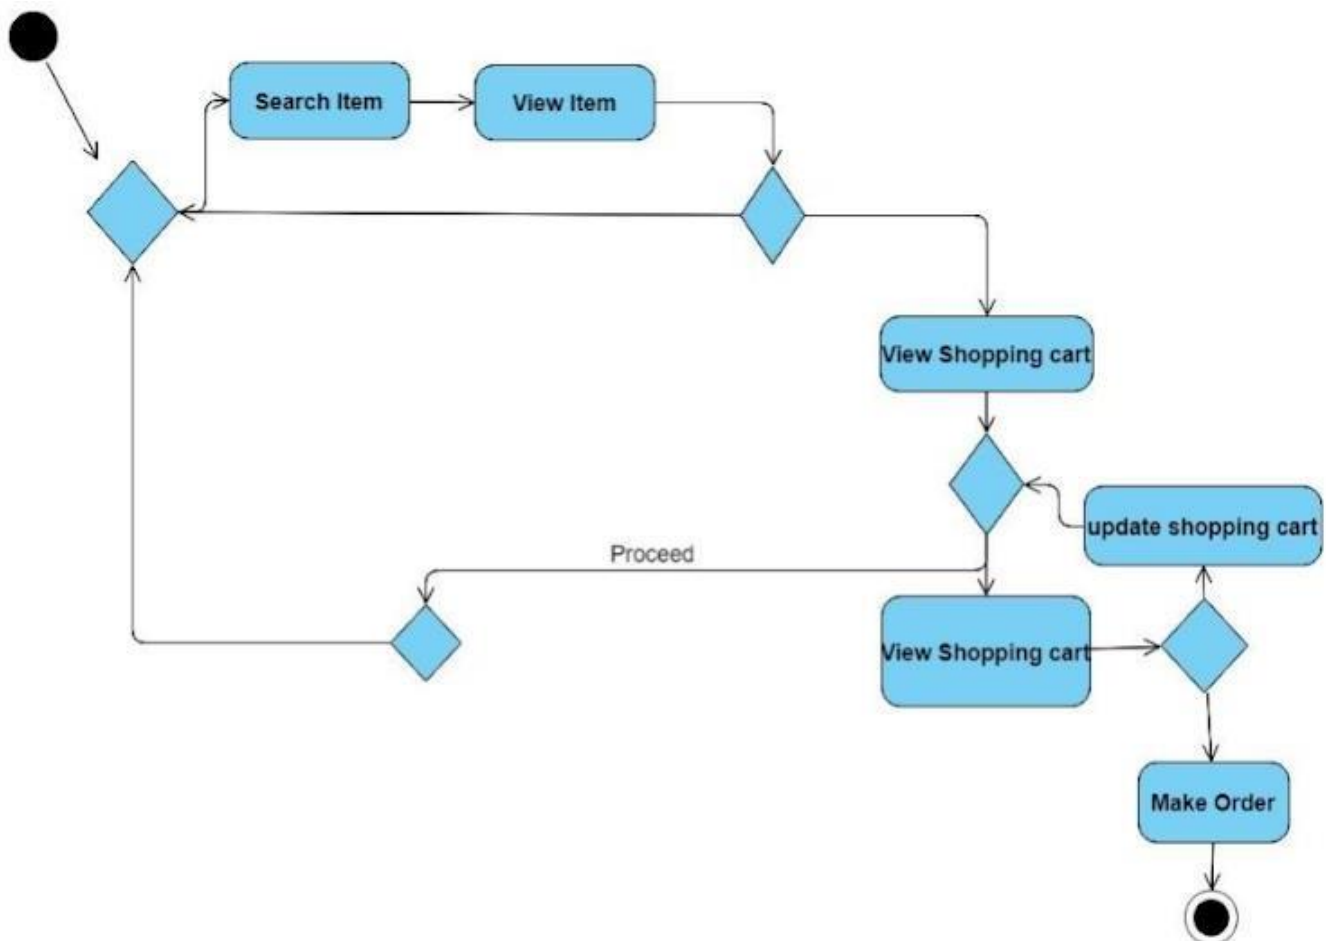 Search Item
View Item
View Shopping cart
update shopping cart
Proceed
View Shopping cart
Make Order